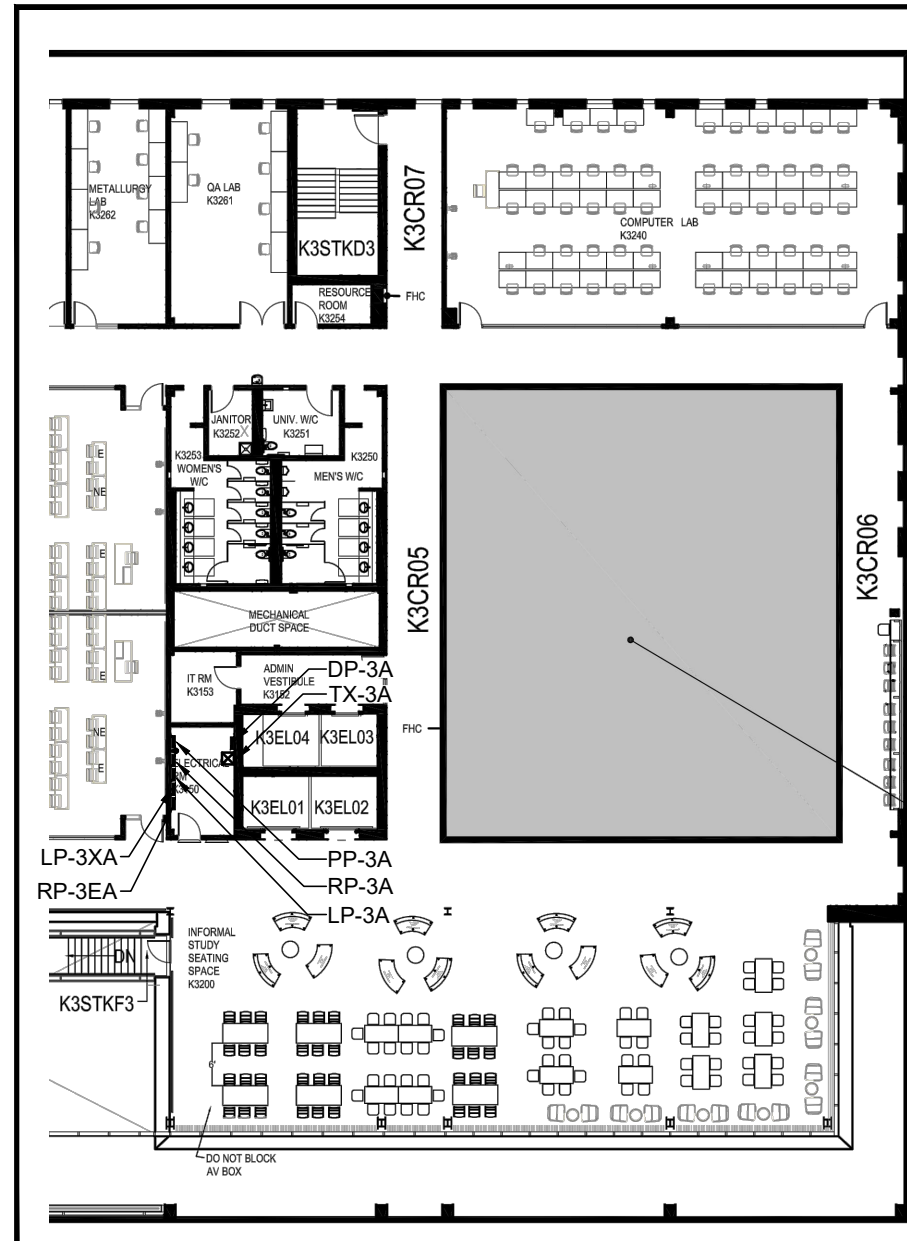 METALLURGY
LAB
K3262
QA LAB
K3261
K3STKD3
K3CR07
COMPUTER LAB
K3240
RESOURCE
ROOM
K3254
FHC
JANITOR
K3252
UNIV. W/C
K3251
K3253
WOMEN'S
W/C
K3250
MEN'S W/C
E
NE
E
E
E
NE
E
K3CR05
K3CR06
MECHANICAL
DUCT SPACE
IT RM
K3153
ADMIN
VESTIBULE
K3152
DP-3A
TX-3A
FHC
K3EL04
K3EL03
ELECTRICAL
RM
K3EL01
K3EL02
LP-3XA
RP-3EA
PP-3A
RP-3A
LP-3A
INFORMAL
STUDY
SEATING
SPACE
K3200
DN
K3STKF3
6'
DO NOT BLOCK
AV BOX